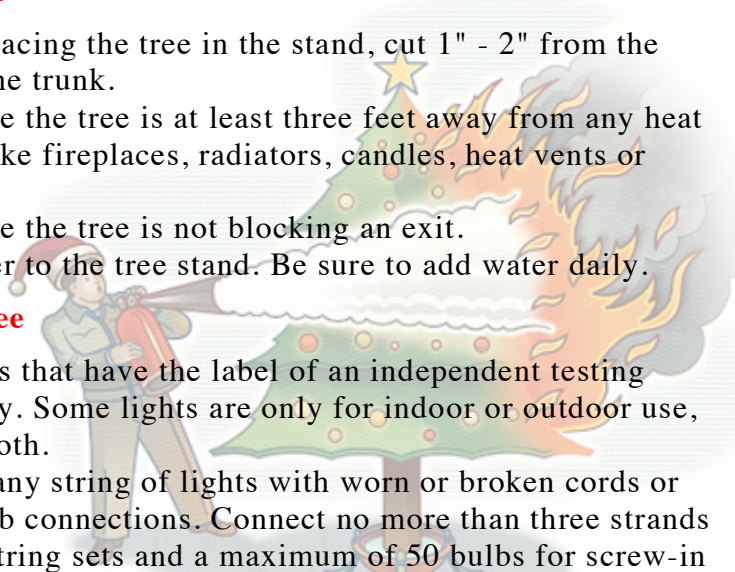 acing the tree in the stand, cut 1" - 2" from the
ne trunk.
e the tree is at least three feet away from any heat
ke fireplaces, radiators, candles, heat vents or
e the tree is not blocking an exit.
er to the tree stand. Be sure to add water daily.
ee
s that have the label of an independent testing
y. Some lights are only for indoor or outdoor use,
oth.
any string of lights with worn or broken cords or
b connections. Connect no more than three strands
tring sets and a maximum of 50 bulbs for screw-in